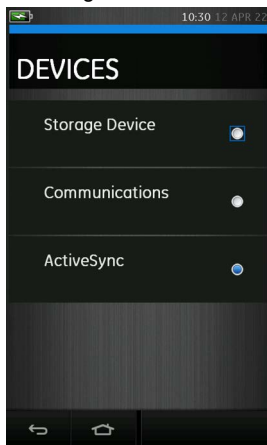 10:30 12 APR 22
DEVICES
Storage Device
Communications
ActiveSync